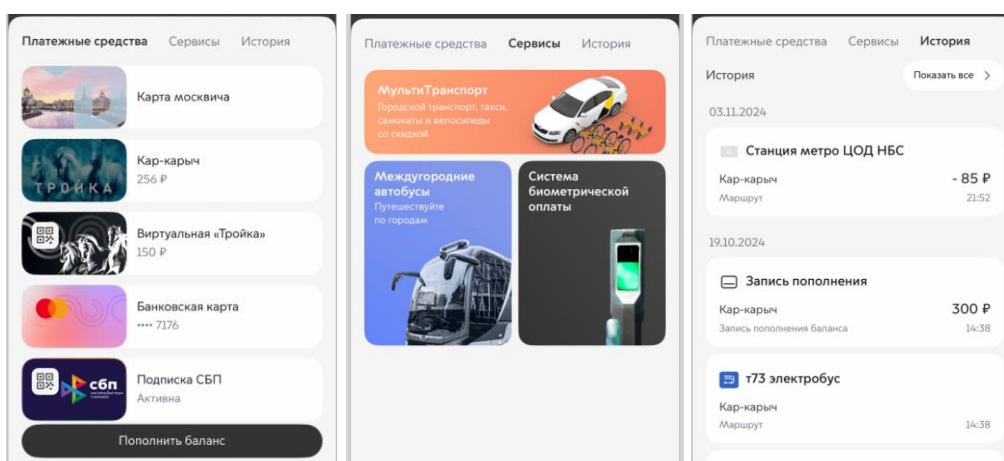 Платежные средства Сервисы История
Карта москвича
Кар-карыч
256 ₽
ТРОЙКА
Виртуальная «Тройка»
150 ₽
Банковская карта
•••• 7176
сбп
Подписка СБП
Активна
Пополнить баланс
Платежные средства Сервисы История
МультиТранспорт
Городской транспорт, такси,
самокаты и велосипеды
со скидкой
Междугородние
автобусы
Путешествуйте
по городам
Система
биометрической
оплаты
Платежные средства Сервисы История
История Показать все
03.11.2024
Станция метро ЦОД НБС
Кар-карыч - 85 ₽
Маршрут 21:52
19.10.2024
Запись пополнения
Кар-карыч 300 ₽
Запись пополнения баланса 14:38
т73 электробус
Кар-карыч
Маршрут 14:38